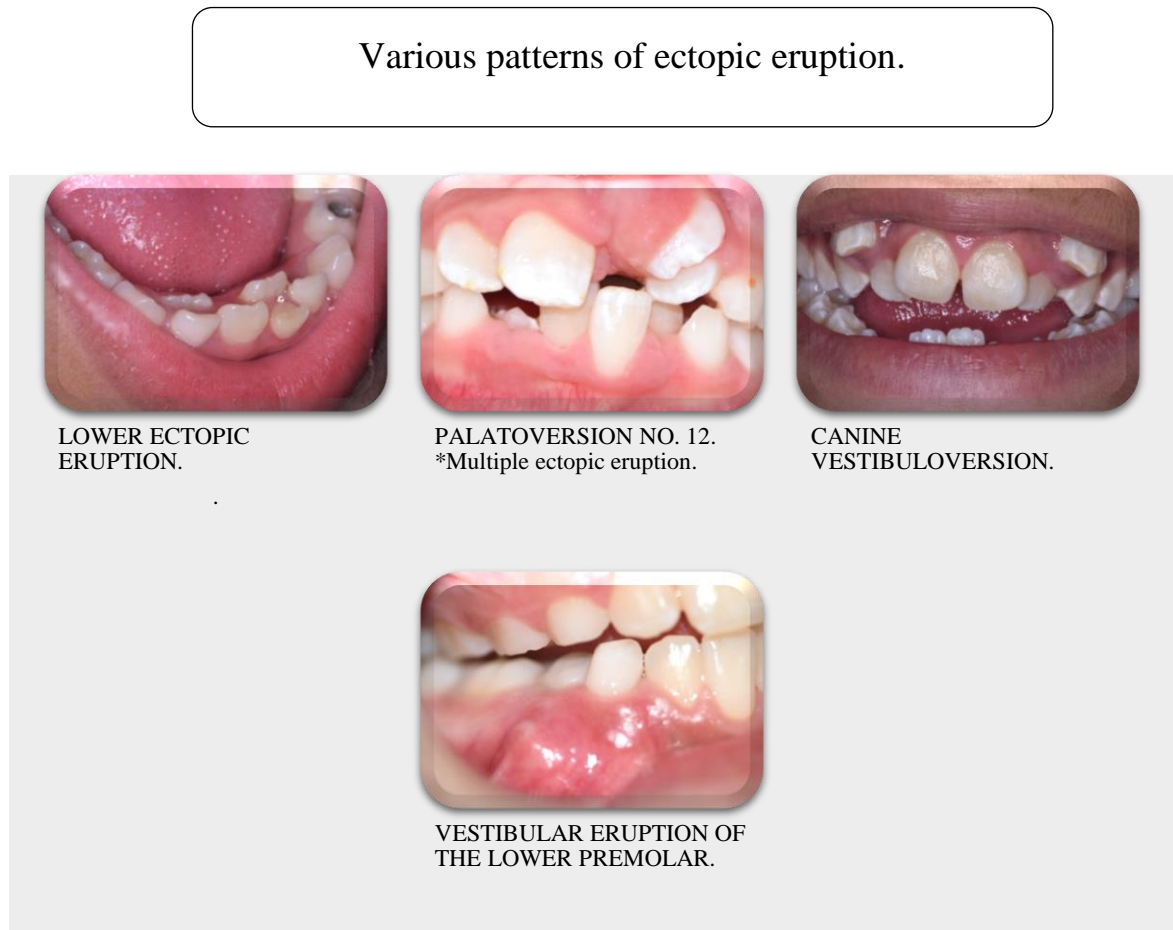 Various patterns of ectopic eruption.
LOWER ECTOPIC
ERUPTION.
.
PALATOVERSION NO. 12.
*Multiple ectopic eruption.
CANINE
VESTIBULOVERSION.
VESTIBULAR ERUPTION OF
THE LOWER PREMOLAR.